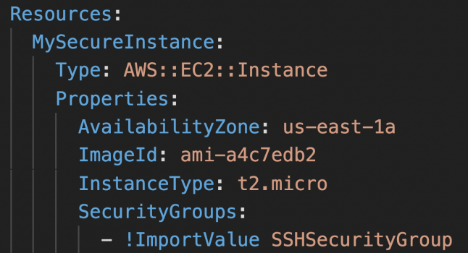 Resources:
MySecureInstance:
Type: AWS::EC2::Instance
Properties:
AvailabilityZone: us-east-1a
ImageId: ami-a4c7edb2
InstanceType: t2.micro
SecurityGroups:
- !ImportValue SSHSecurityGroup